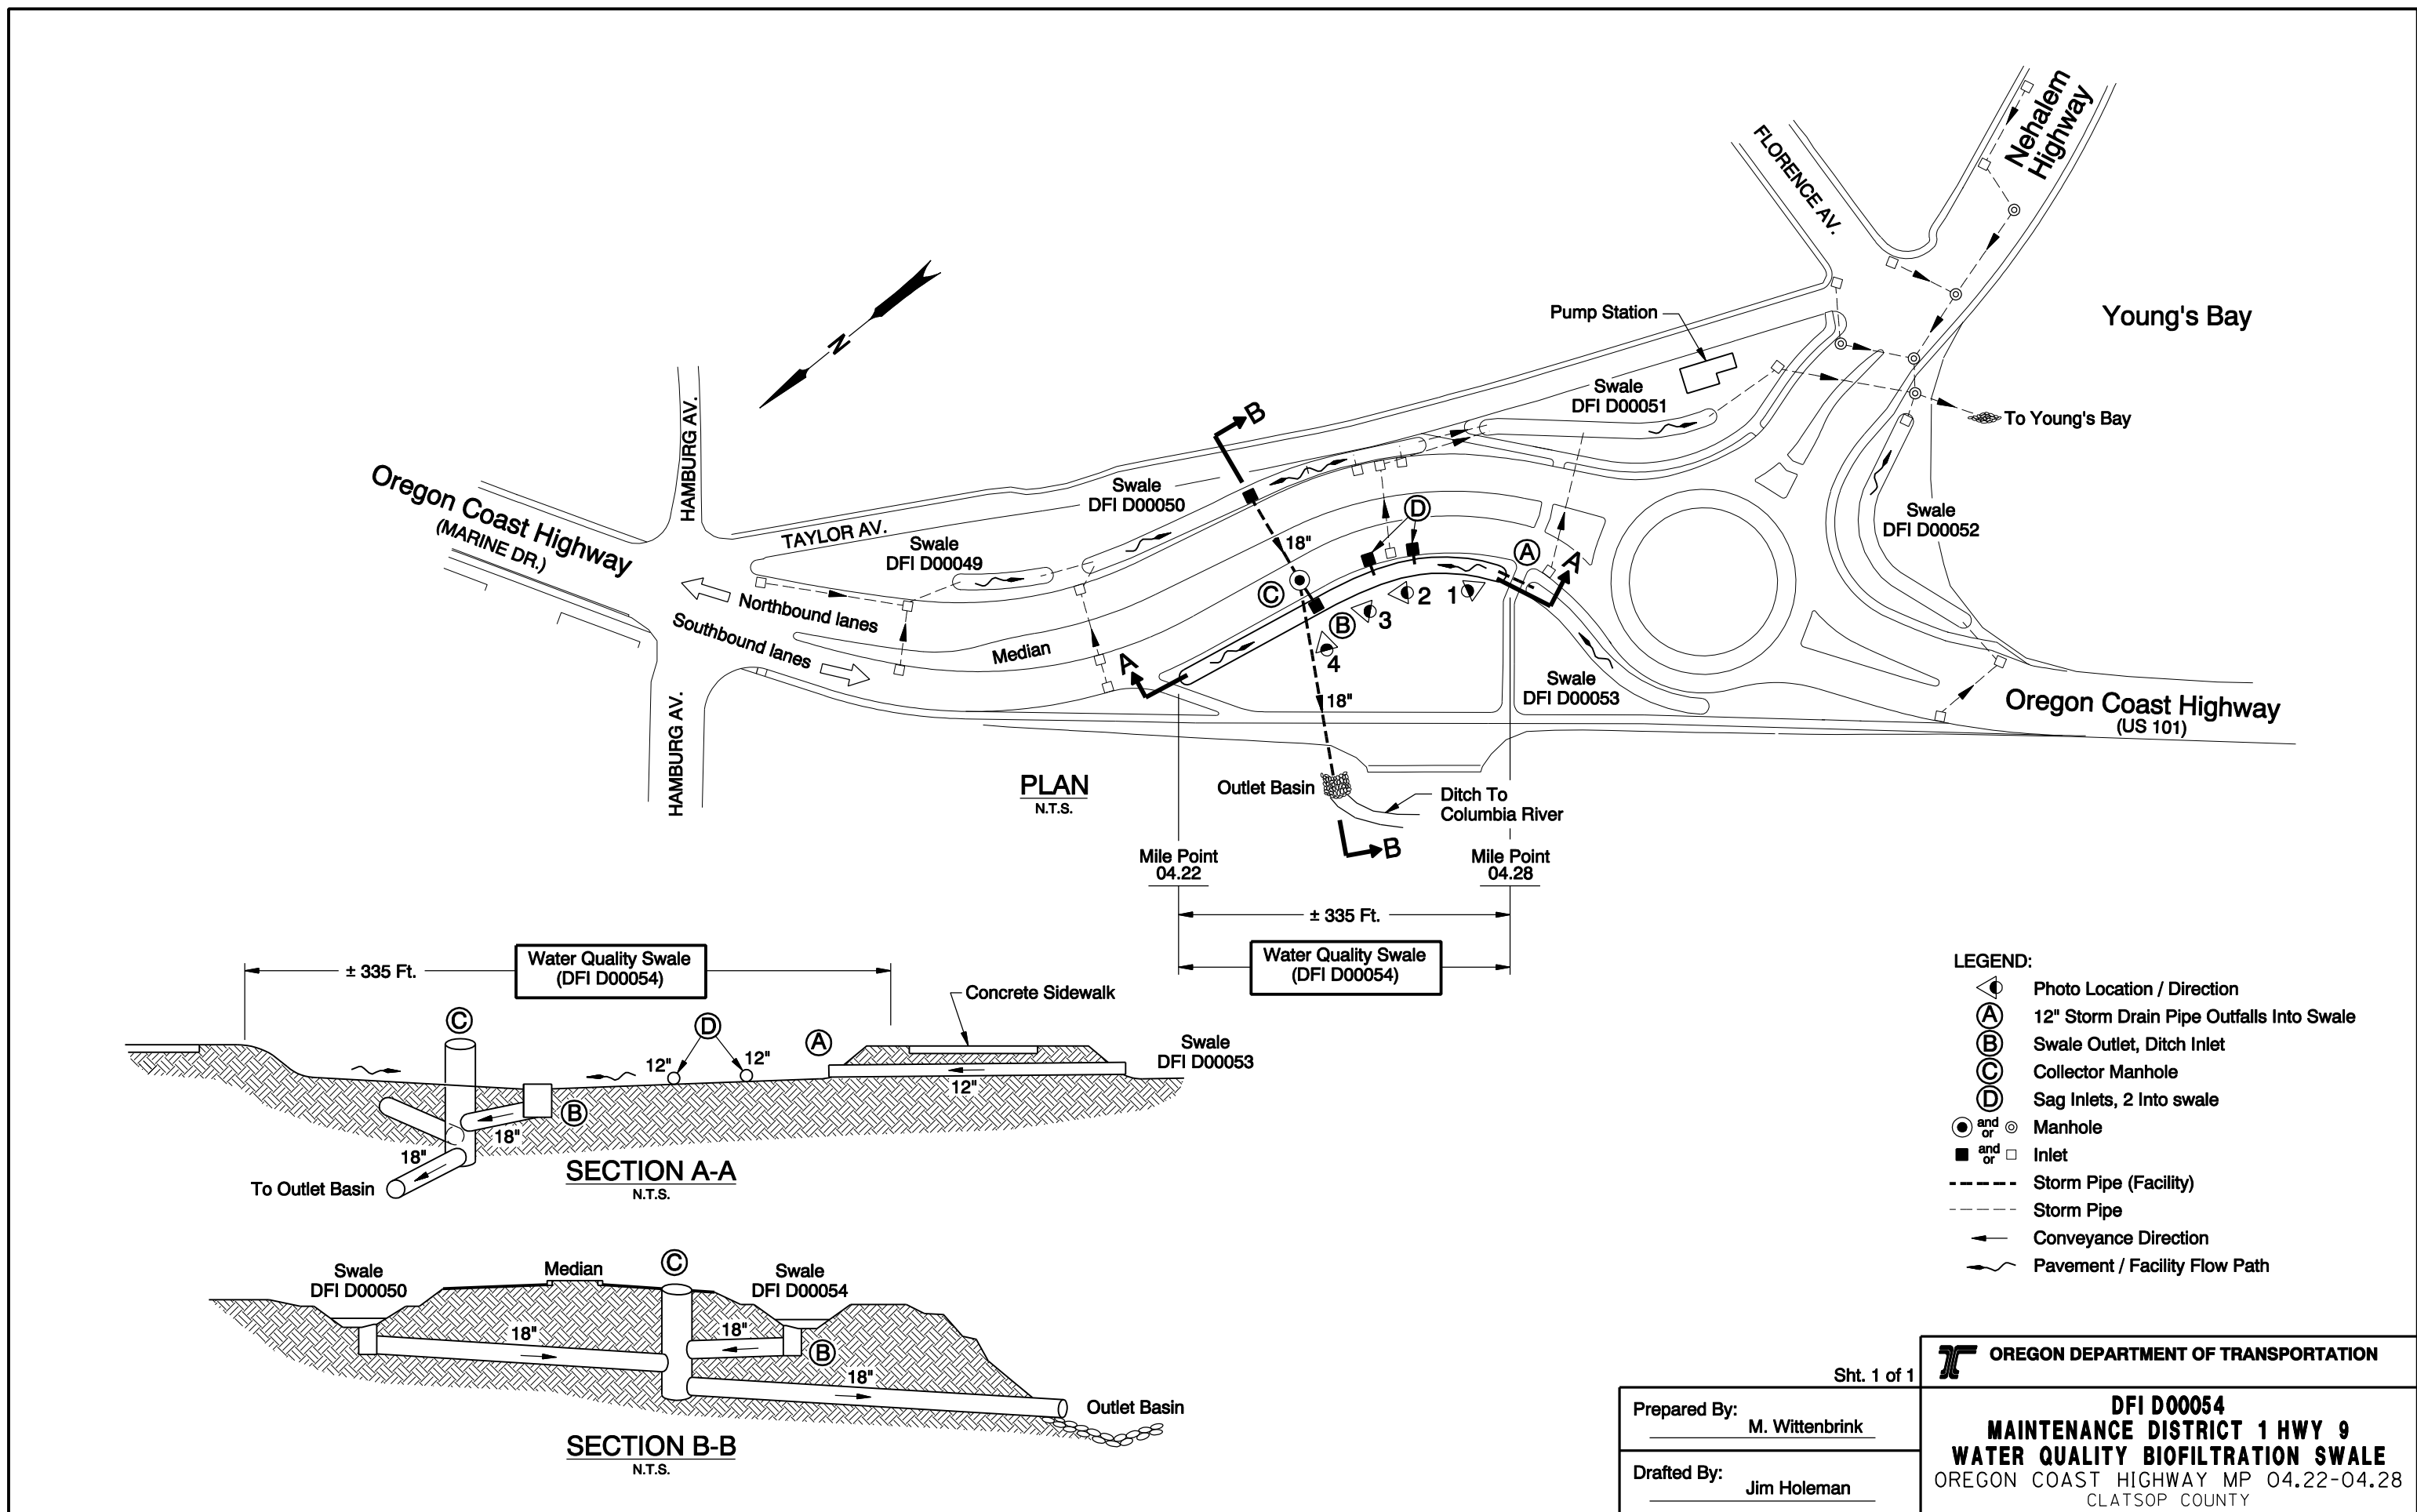 Nehalem
Highway
FLORENCE AV.
Young's Bay
Pump Station
N
Swale
DFI D00051
To Young's Bay
B
HAMBURG AV.
Oregon Coast Highway
(MARINE DR.)
Swale
DFI D00050
D
Swale
DFI D00052
TAYLOR AV.
Swale
DFI D00049
18"
A
A
C
2
1
Northbound lanes
3
B
Southbound lanes
Median
4
A
Swale
DFI D00053
18"
Oregon Coast Highway
(US 101)
HAMBURG AV.
PLAN
N.T.S.
Outlet Basin
Ditch To
Columbia River
B
Mile Point
04.22
Mile Point
04.28
± 335 Ft.
Water Quality Swale
(DFI D00054)
± 335 Ft.
Water Quality Swale
(DFI D00054)
Concrete Sidewalk
C
D
A
Swale
DFI D00053
12"
12"
12"
B
18"
18"
To Outlet Basin
SECTION A-A
N.T.S.
Swale
DFI D00050
Median
C
Swale
DFI D00054
18"
18"
B
18"
Outlet Basin
SECTION B-B
N.T.S.
LEGEND:
Photo Location / Direction
A 12" Storm Drain Pipe Outfalls Into Swale
B Swale Outlet, Ditch Inlet
C Collector Manhole
D Sag Inlets, 2 Into swale
and or Manhole
and or Inlet
Storm Pipe (Facility)
Storm Pipe
Conveyance Direction
Pavement / Facility Flow Path
Sht. 1 of 1
OREGON DEPARTMENT OF TRANSPORTATION
Prepared By:
M. Wittenbrink
Drafted By:
Jim Holeman
DFI D00054
MAINTENANCE DISTRICT 1 HWY 9
WATER QUALITY BIOFILTRATION SWALE
OREGON COAST HIGHWAY MP 04.22-04.28
CLATSOP COUNTY